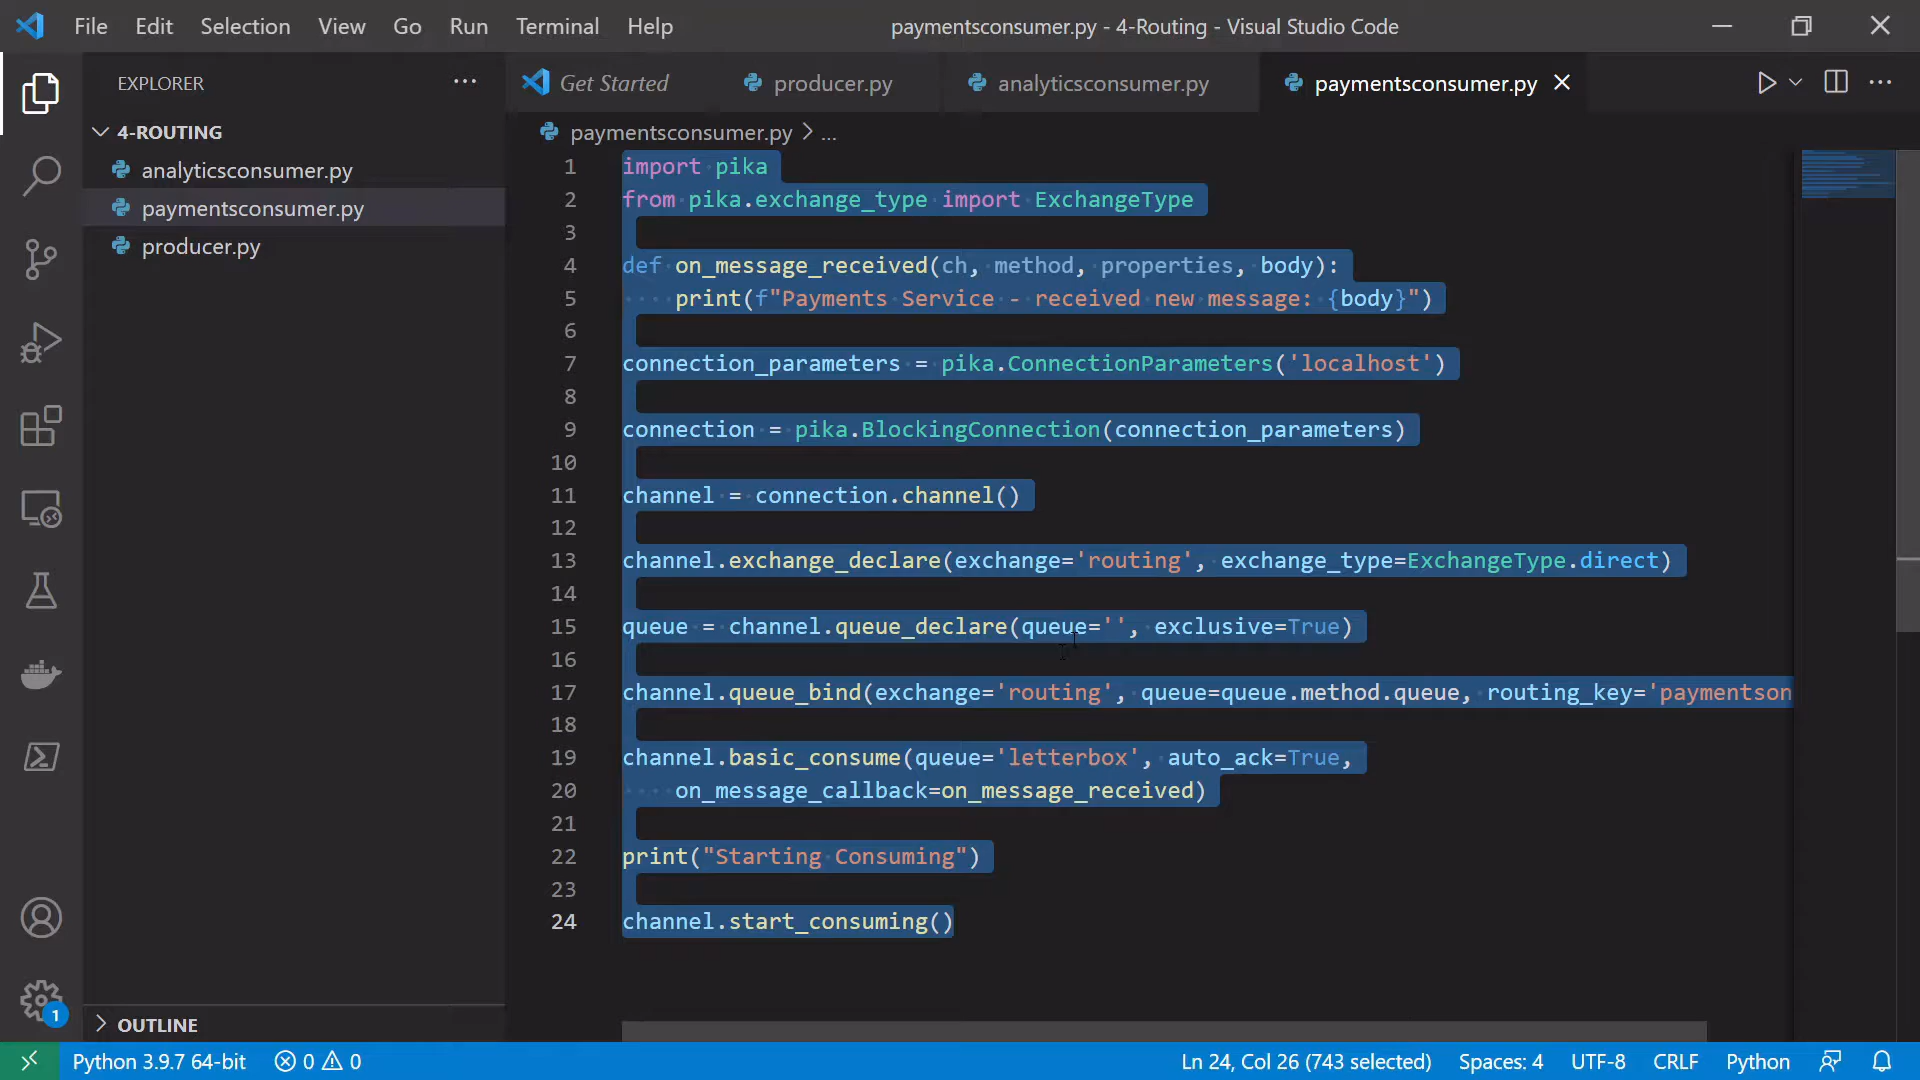 File Edit Selection View Go Run Terminal Help
paymentsconsumer.py - 4-Routing - Visual Studio Code
EXPLORER
Get Started
producer.py
analyticsconsumer.py
paymentsconsumer.py
4-ROUTING
analyticsconsumer.py
paymentsconsumer.py
producer.py
paymentsconsumer.py > ...
1 import pika
2 from pika.exchange_type import ExchangeType
3
4 def on_message_received(ch, method, properties, body):
5     print(f"Payments Service - received new message: {body}")
6
7 connection_parameters = pika.ConnectionParameters('localhost')
8
9 connection = pika.BlockingConnection(connection_parameters)
10
11 channel = connection.channel()
12
13 channel.exchange_declare(exchange='routing', exchange_type=ExchangeType.direct)
14
15 queue = channel.queue_declare(queue='', exclusive=True)
16
17 channel.queue_bind(exchange='routing', queue=queue.method.queue, routing_key='paymentson
18
19 channel.basic_consume(queue='letterbox', auto_ack=True,
20     on_message_callback=on_message_received)
21
22 print("Starting Consuming")
23
24 channel.start_consuming()
OUTLINE
1
Python 3.9.7 64-bit 0 0
Ln 24, Col 26 (743 selected) Spaces: 4 UTF-8 CRLF Python